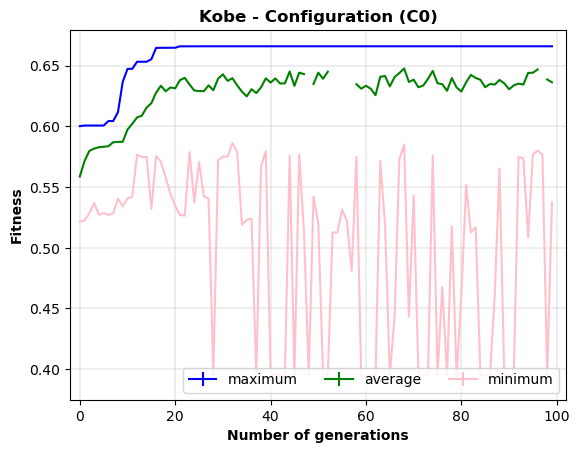 Kobe - Configuration (C0)
Fitness
0.65
0.60
0.55
0.50
0.45
0.40
0 20 40 60 80 100
maximum average minimum
Number of generations